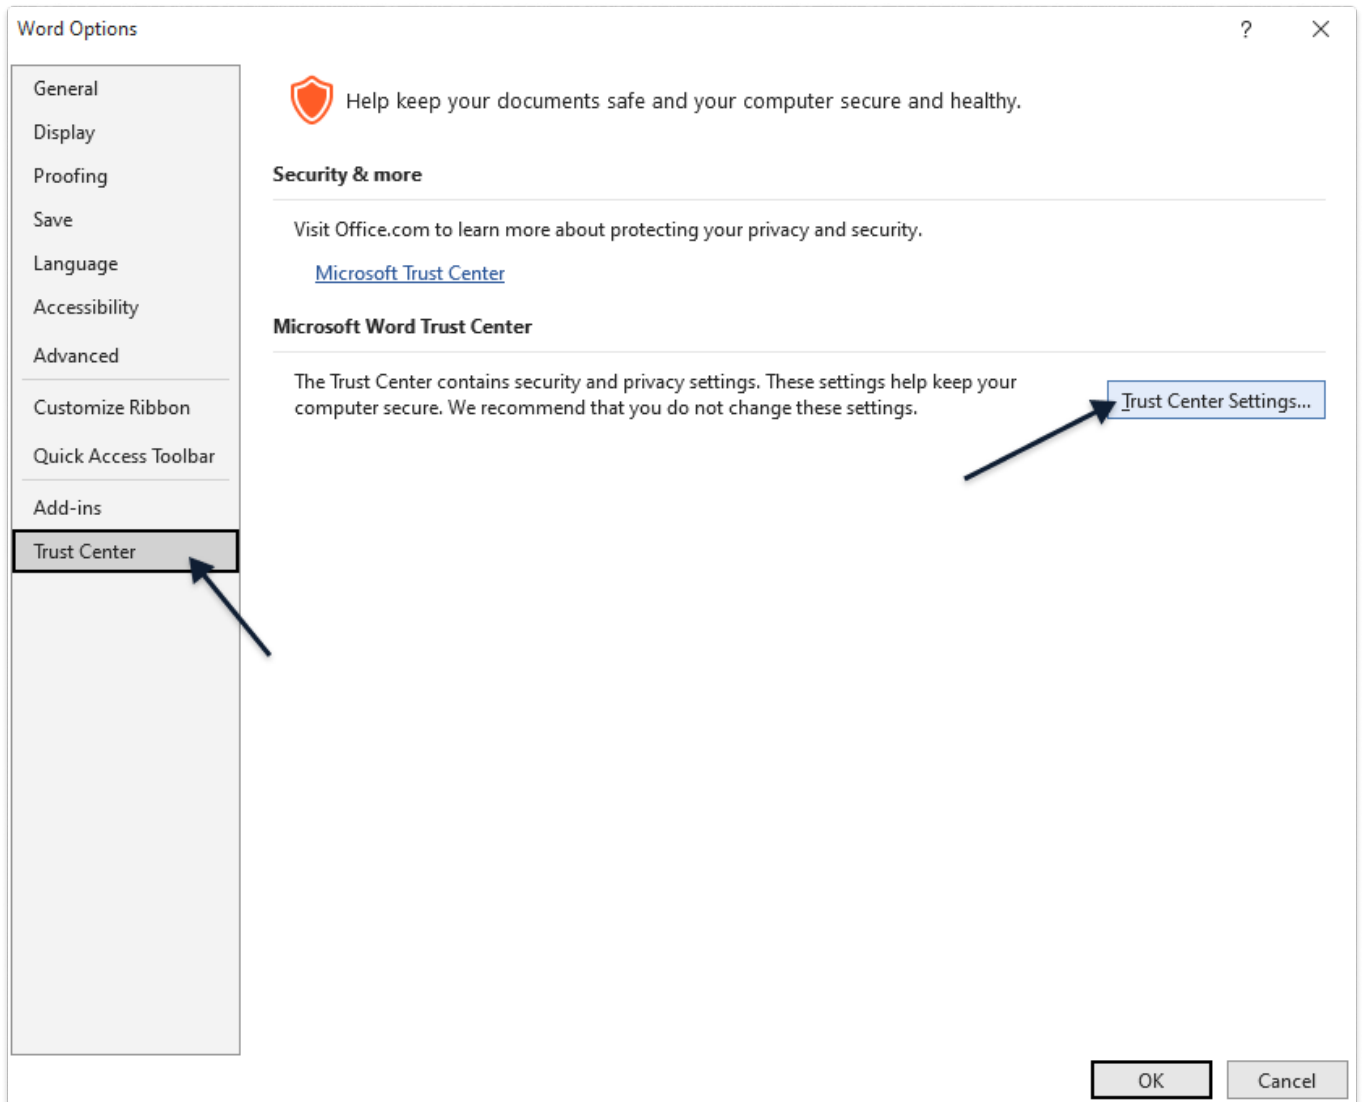 Word Options
?
General
Display
Proofing
Save
Language
Accessibility
Advanced
Customize Ribbon
Quick Access Toolbar
Add-ins
Trust Center
Help keep your documents safe and your computer secure and healthy.
Security & more
Visit Office.com to learn more about protecting your privacy and security.
Microsoft Trust Center
Microsoft Word Trust Center
The Trust Center contains security and privacy settings. These settings help keep your
computer secure. We recommend that you do not change these settings.
Trust Center Settings...
OK
Cancel